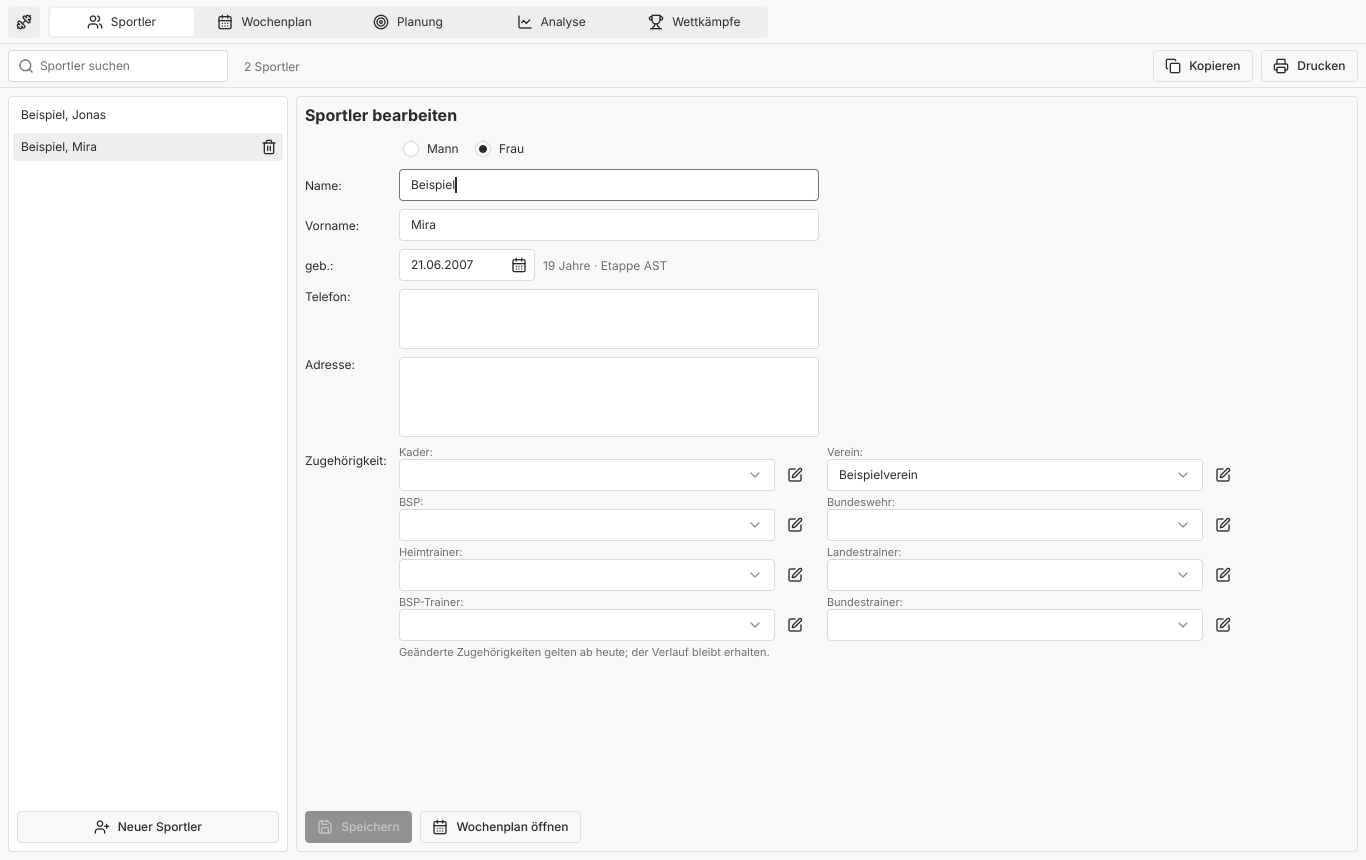 Sportler
Wochenplan
Planung
Analyse
Wettkämpfe
Sportler suchen
2 Sportler
Kopieren
Drucken
Beispiel, Jonas
Beispiel, Mira
Neuer Sportler
Sportler bearbeiten
Mann
Frau
Name:
Beispiel
Vorname:
Mira
geb.:
21.06.2007
19 Jahre · Etappe AST
Telefon:
Adresse:
Zugehörigkeit:
Kader:
Verein:
Beispielverein
BSP:
Bundeswehr:
Heimtrainer:
Landestrainer:
BSP-Trainer:
Bundestrainer:
Geänderte Zugehörigkeiten gelten ab heute; der Verlauf bleibt erhalten.
Speichern
Wochenplan öffnen